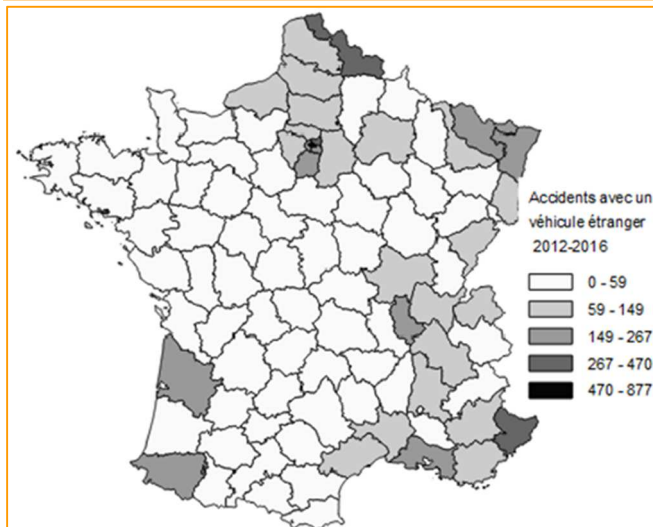 Accidents avec un
véhicule étranger
2012-2016
0 - 59
59 - 149
149 - 267
267 - 470
470 - 877